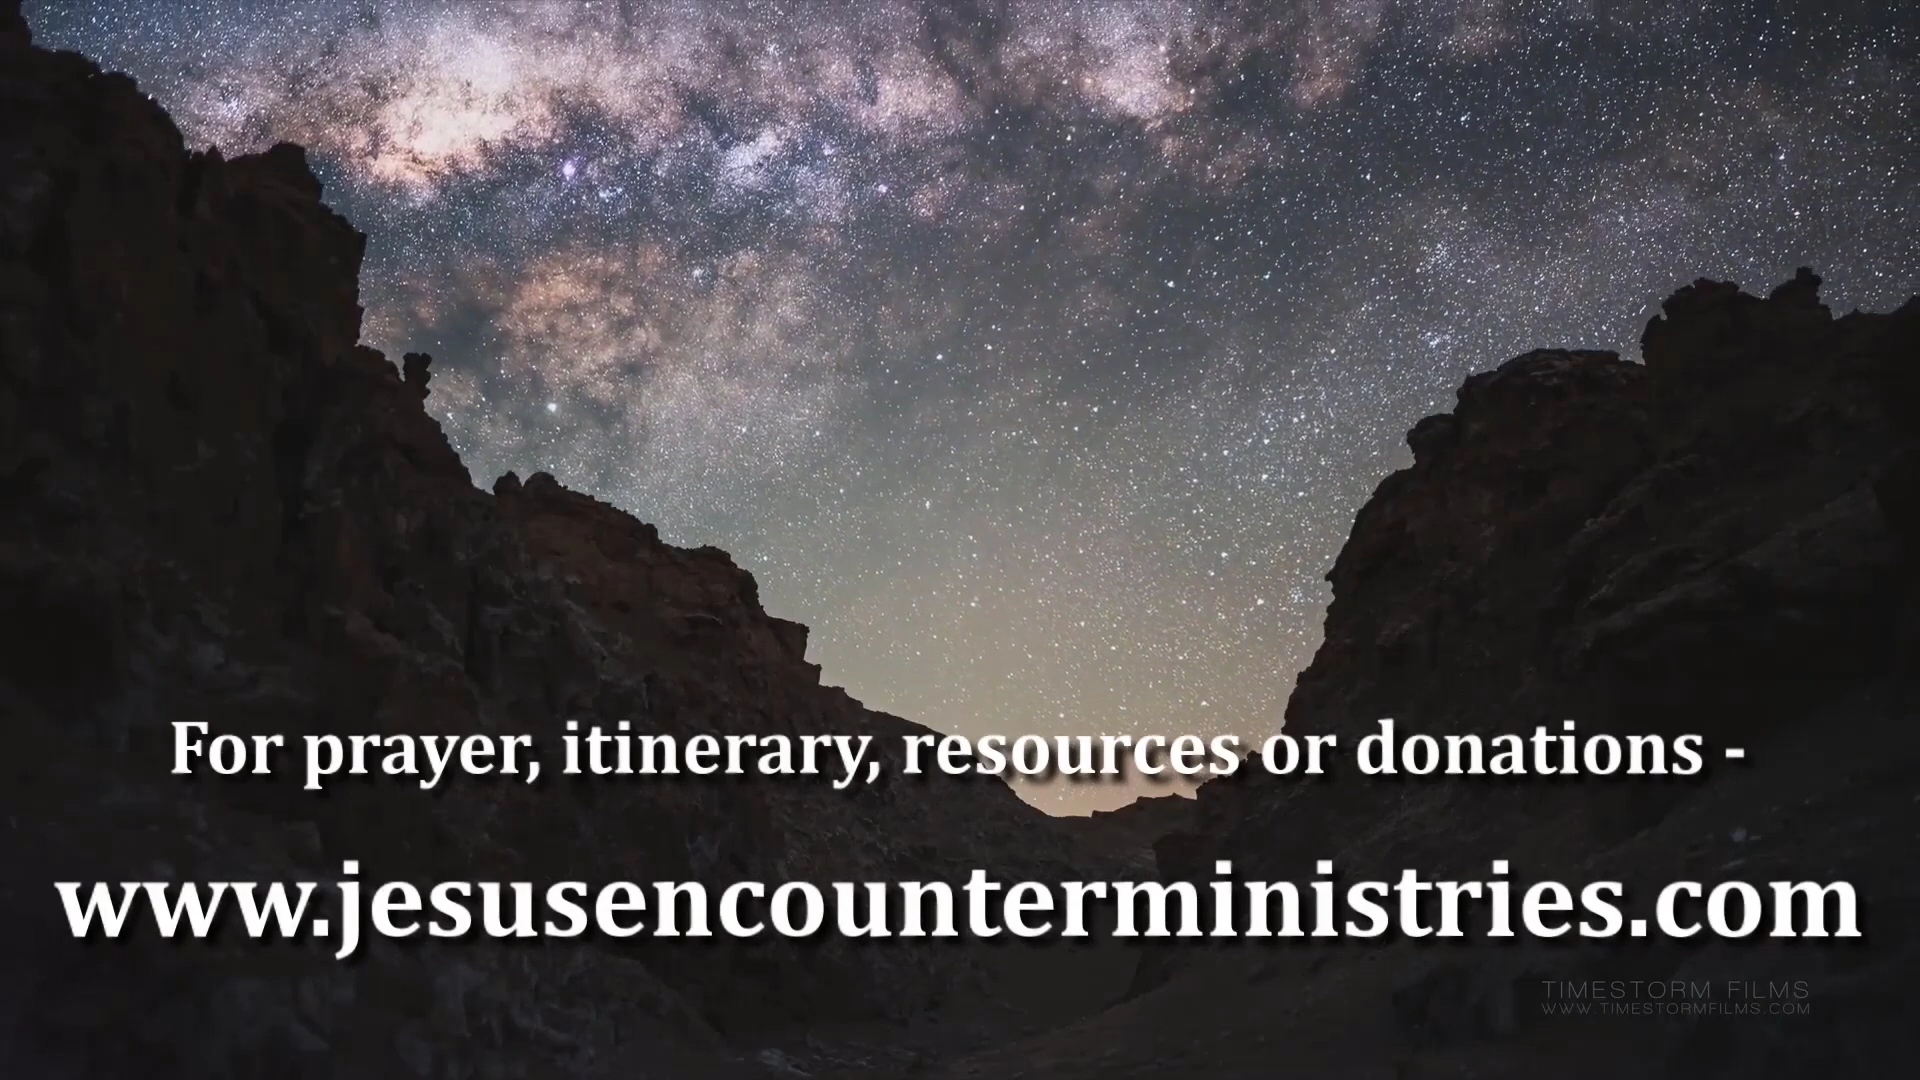 For prayer, itinerary, resources or donations -
www.jesusencounterministries.com
TIMESTORM FILMS
WWW.TIMESTORMFILMS.COM